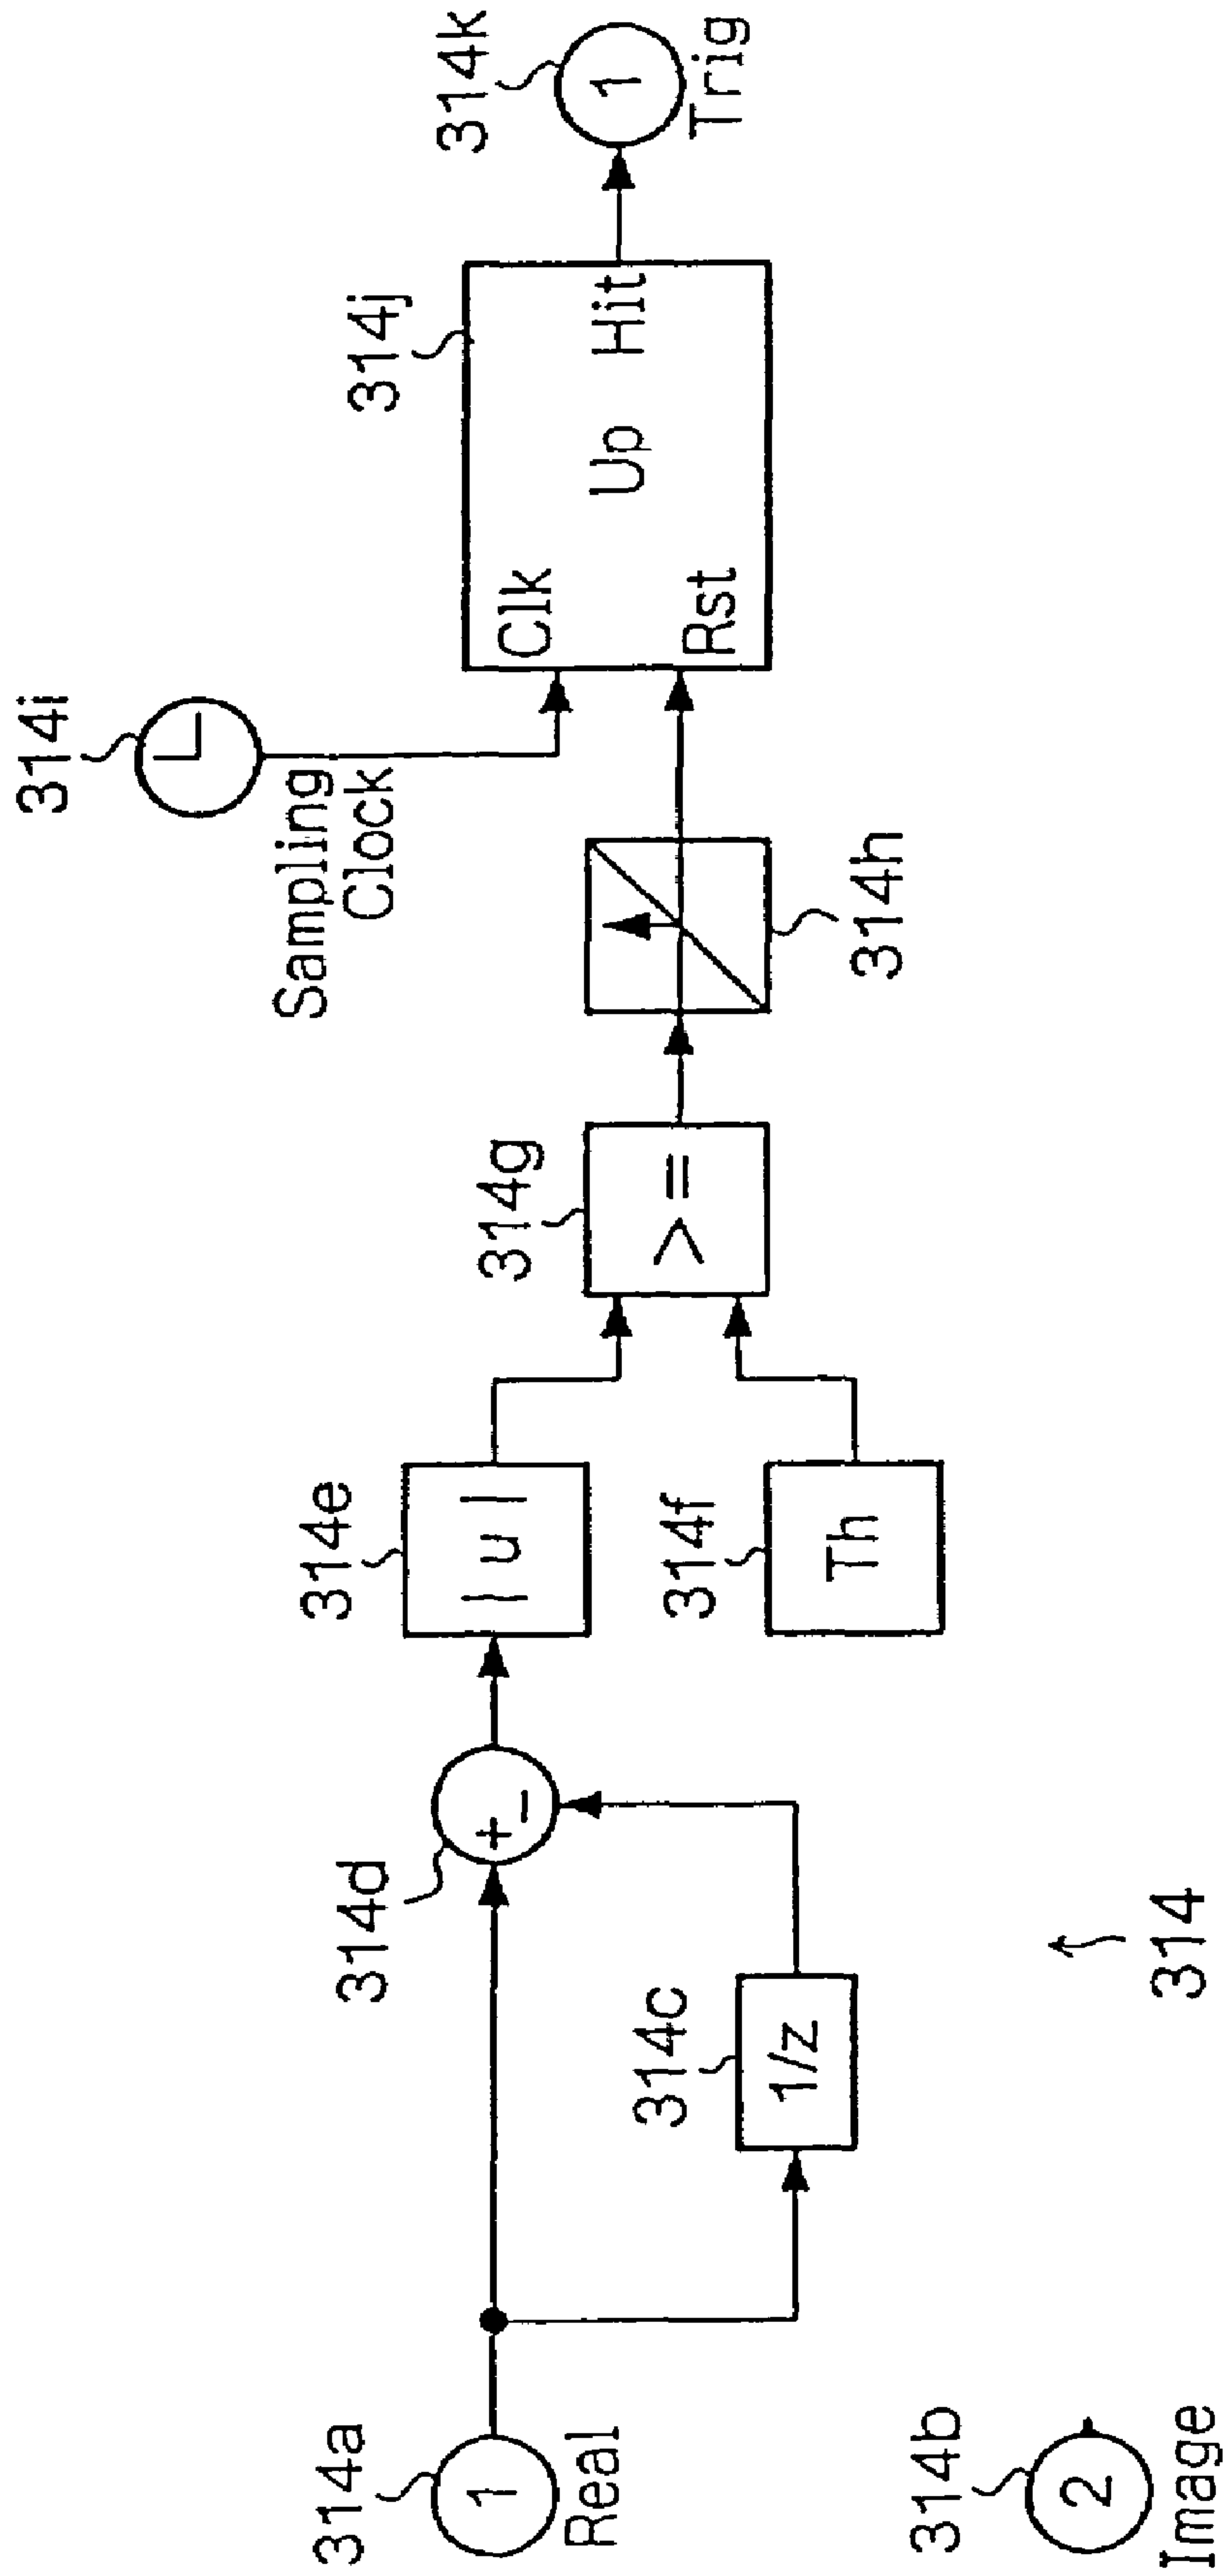 314a
1
Real
314b
2
Image
314c
1/z
314d
+
−
314e
| u |
314f
Th
314g
>=
314h
314i
Sampling
Clock
314j
Clk
Up
Hit
Rst
314k
1
Trig
314